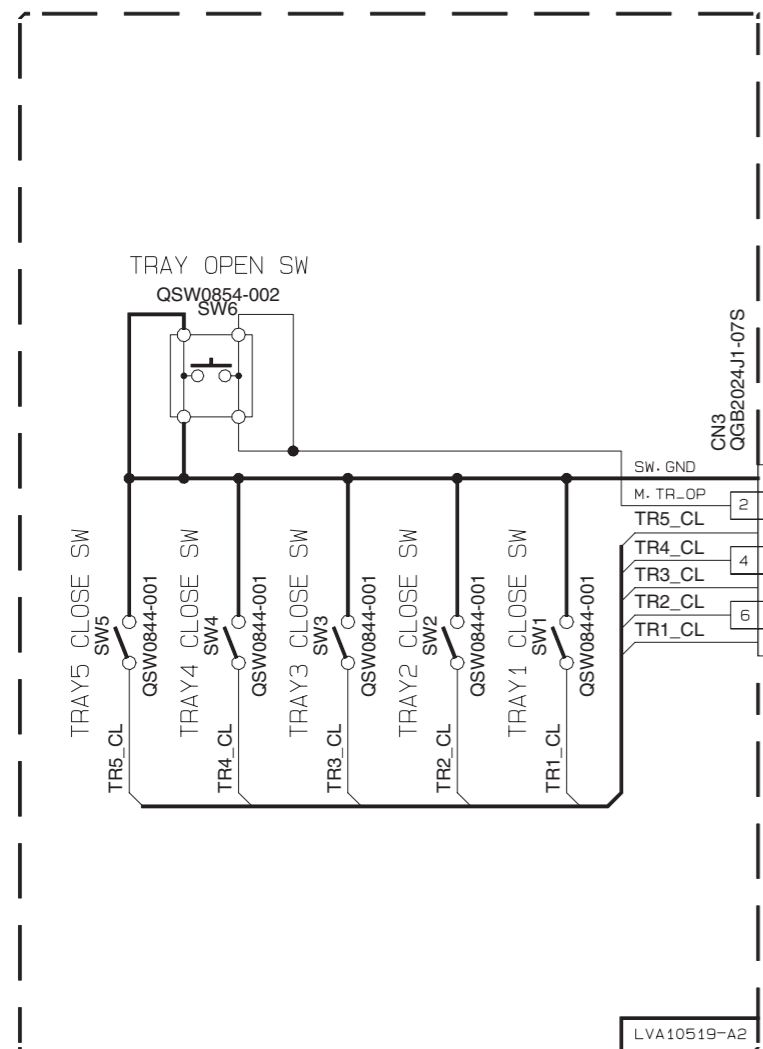 TRAY OPEN SW
QSW0854-002
SW6
CN3
QGB2024J1-07S
SW. GND
M. TR_OP
2
TR5_CL
TR4_CL
4
TR3_CL
TR2_CL
6
TR1_CL
TRAY5 CLOSE SW
SW5
QSW0844-001
TR5_CL
TRAY4 CLOSE SW
SW4
QSW0844-001
TR4_CL
TRAY3 CLOSE SW
SW3
QSW0844-001
TR3_CL
TRAY2 CLOSE SW
SW2
QSW0844-001
TR2_CL
TRAY1 CLOSE SW
SW1
QSW0844-001
TR1_CL
LVA10519-A2